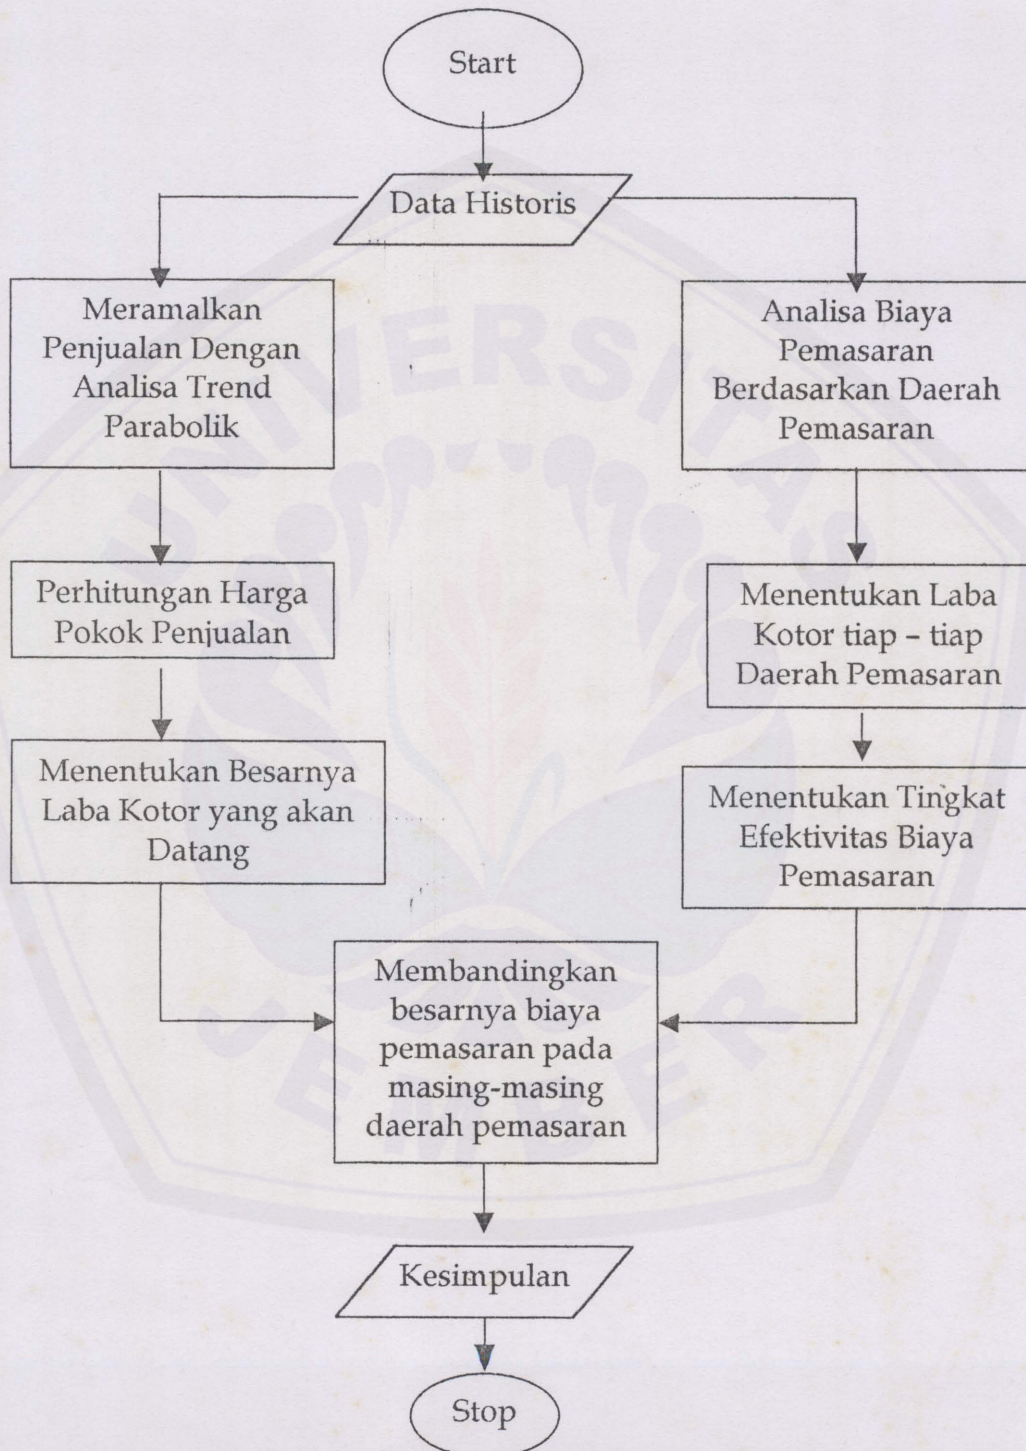 Start
Data Historis
Meramalkan
Penjualan Dengan
Analisa Trend
Parabolik
Analisa Biaya
Pemasaran
Berdasarkan Daerah
Pemasaran
Perhitungan Harga
Pokok Penjualan
Menentukan Laba
Kotor tiap – tiap
Daerah Pemasaran
Menentukan Besarnya
Laba Kotor yang akan
Datang
Menentukan Tingkat
Efektivitas Biaya
Pemasaran
Membandingkan
besarnya biaya
pemasaran pada
masing-masing
daerah pemasaran
Kesimpulan
Stop
UNIVERSITAS
JEMBER